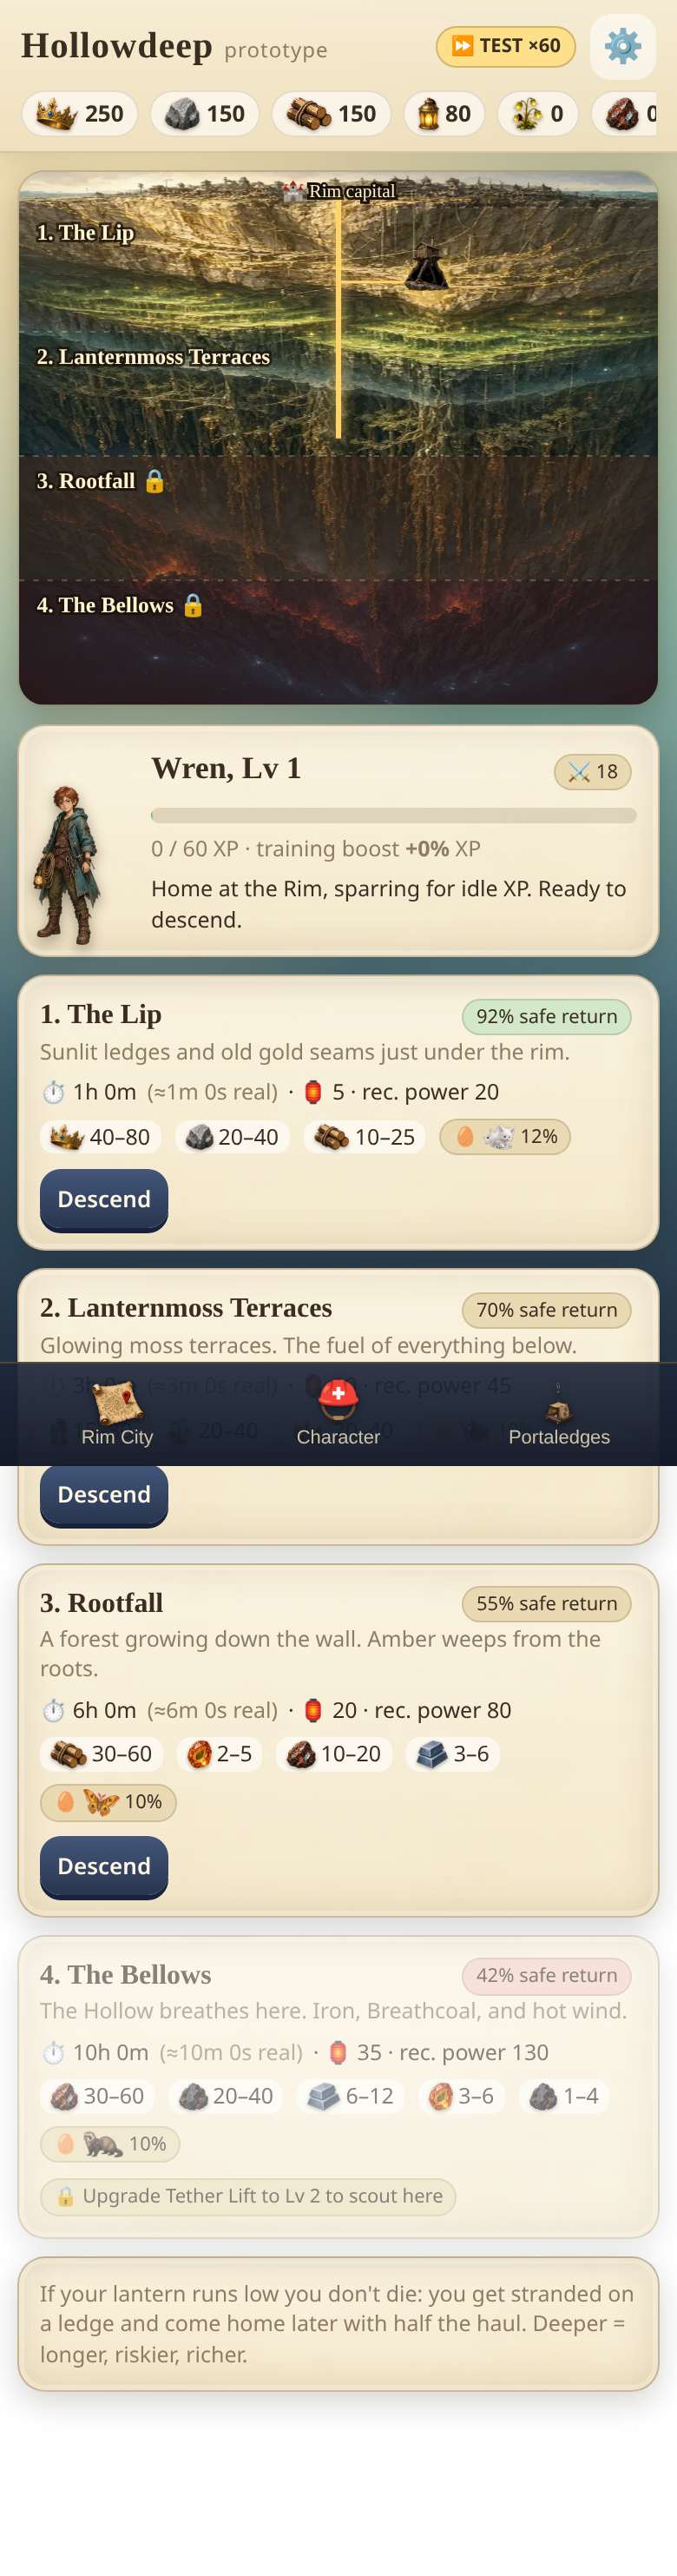 Hollowdeep prototype
TEST ×60
250
150
150
80
0
0
Rim capital
1. The Lip
2. Lanternmoss Terraces
3. Rootfall
4. The Bellows
Wren, Lv 1
18
0 / 60 XP · training boost +0% XP
Home at the Rim, sparring for idle XP. Ready to
descend.
1. The Lip
92% safe return
Sunlit ledges and old gold seams just under the rim.
1h 0m (≈1m 0s real) · 5 · rec. power 20
40–80
20–40
10–25
12%
Descend
2. Lanternmoss Terraces
70% safe return
Glowing moss terraces. The fuel of everything below.
3h 0m (≈3m 0s real) · rec. power 45
20–40
Rim City
Character
Portaledges
Descend
3. Rootfall
55% safe return
A forest growing down the wall. Amber weeps from the
roots.
6h 0m (≈6m 0s real) · 20 · rec. power 80
30–60
2–5
10–20
3–6
10%
Descend
4. The Bellows
42% safe return
The Hollow breathes here. Iron, Breathcoal, and hot wind.
10h 0m (≈10m 0s real) · 35 · rec. power 130
30–60
20–40
6–12
3–6
1–4
10%
Upgrade Tether Lift to Lv 2 to scout here
If your lantern runs low you don't die: you get stranded on
a ledge and come home later with half the haul. Deeper =
longer, riskier, richer.